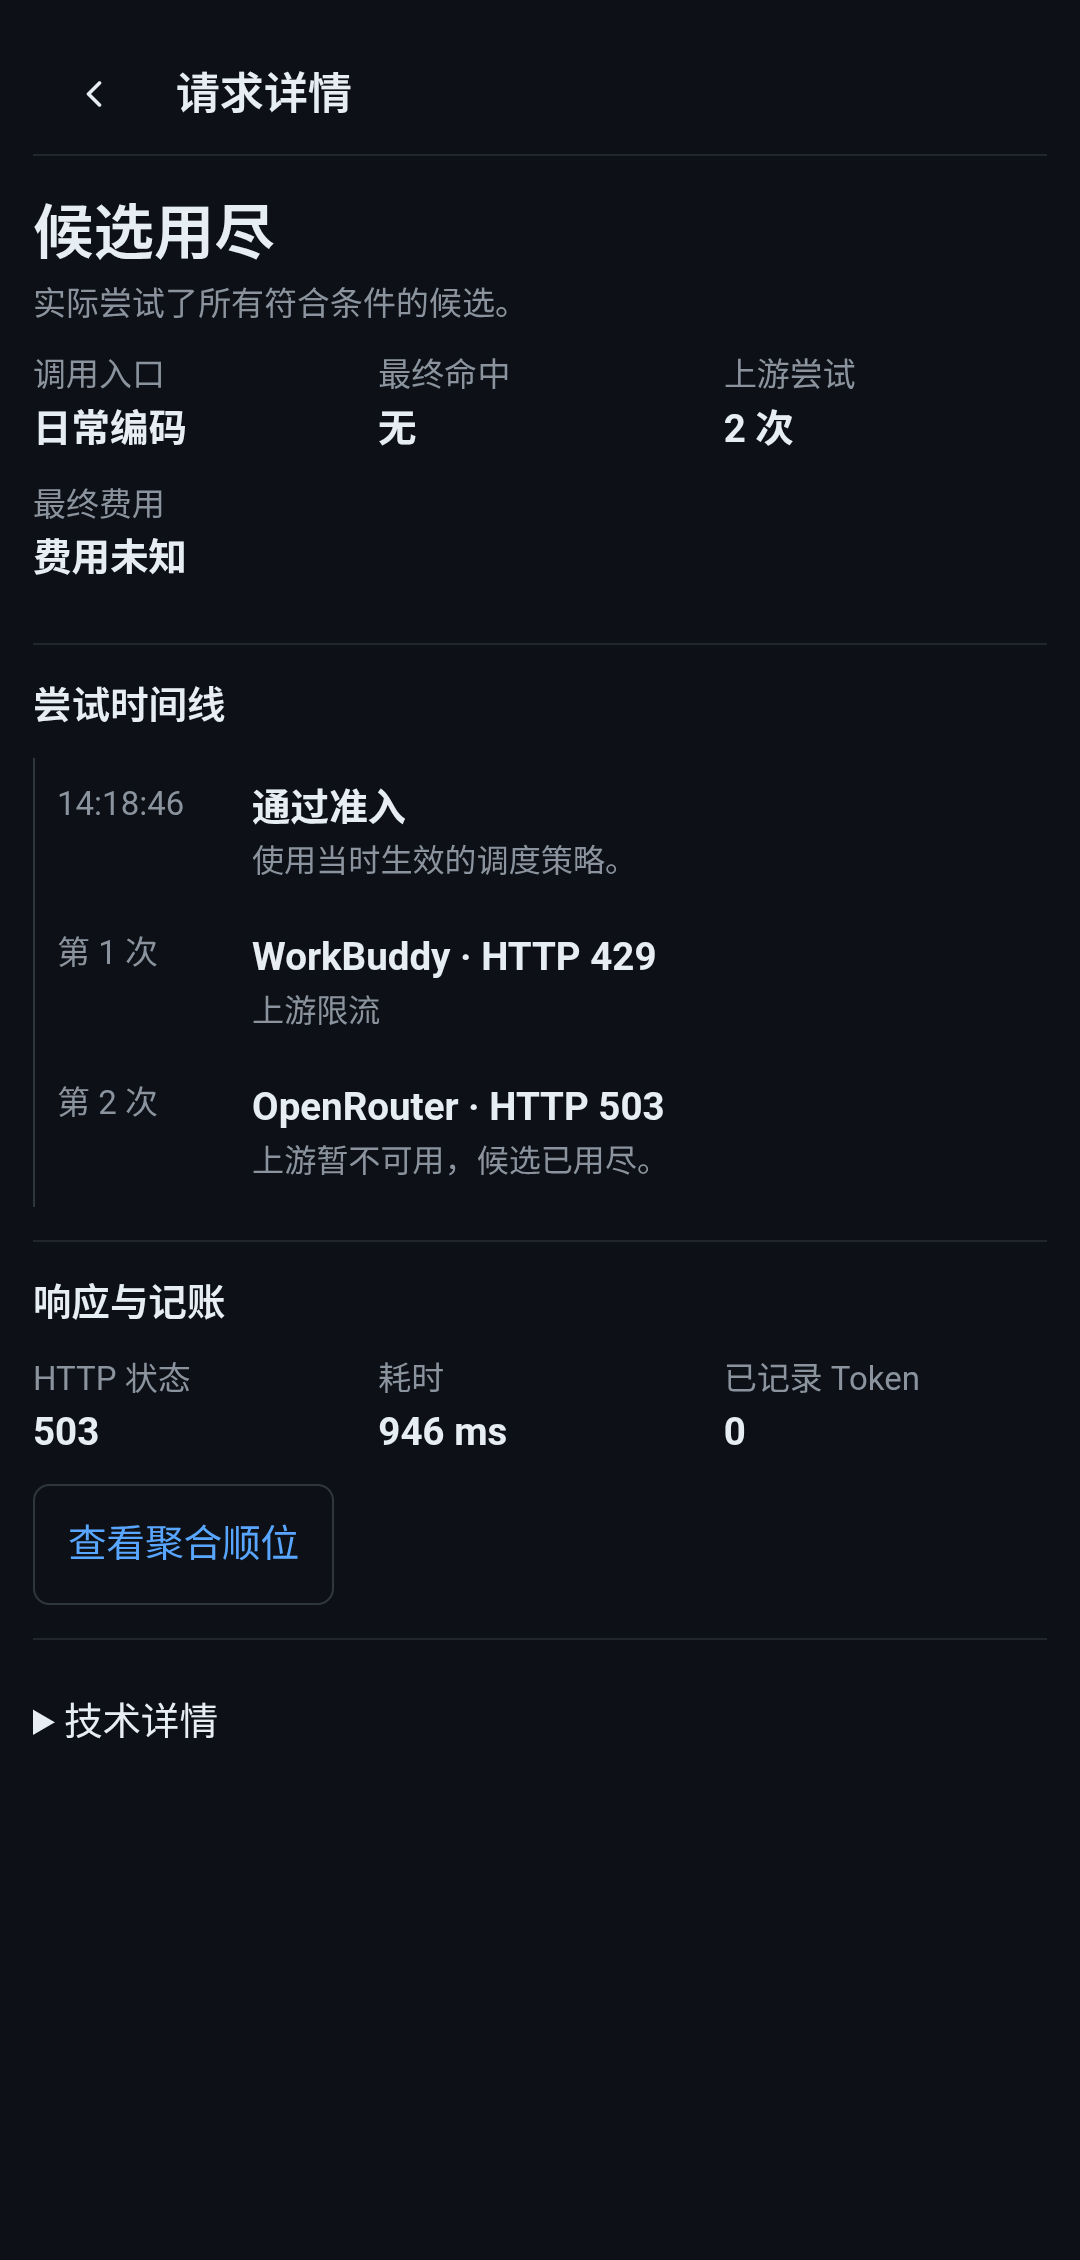 请求详情
候选用尽
实际尝试了所有符合条件的候选。
调用入口
最终命中
上游尝试
日常编码
无
2 次
最终费用
费用未知
尝试时间线
14:18:46
通过准入
使用当时生效的调度策略。
第 1 次
WorkBuddy · HTTP 429
上游限流
第 2 次
OpenRouter · HTTP 503
上游暂不可用，候选已用尽。
响应与记账
HTTP 状态
耗时
已记录 Token
503
946 ms
0
查看聚合顺位
技术详情